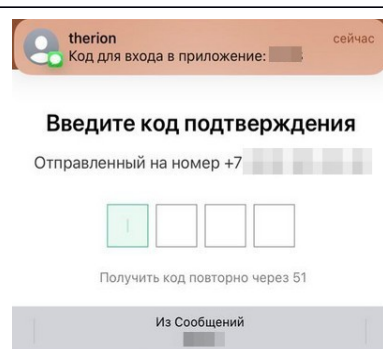 therion
сейчас
Код для входа в приложение:
Введите код подтверждения
Отправленный на номер +7
Получить код повторно через 51
Из Сообщений